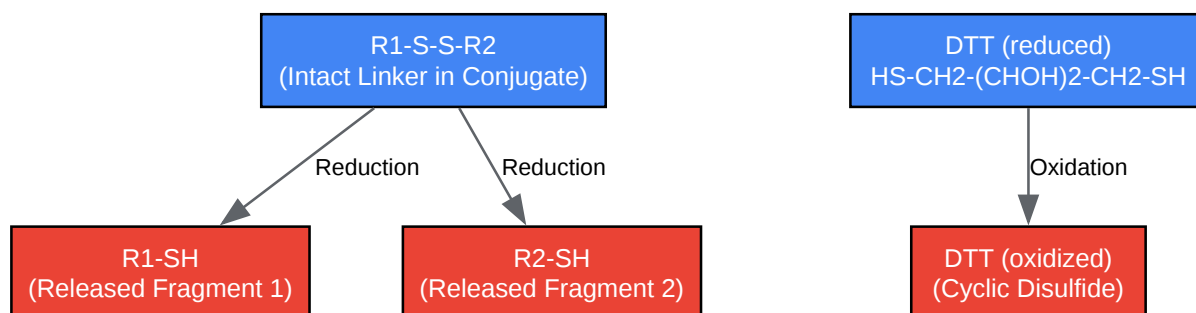 R1-S-S-R2
(Intact Linker in Conjugate)
DTT (reduced)
HS-CH2-(CHOH)2-CH2-SH
Reduction
Reduction
Oxidation
R1-SH
(Released Fragment 1)
R2-SH
(Released Fragment 2)
DTT (oxidized)
(Cyclic Disulfide)